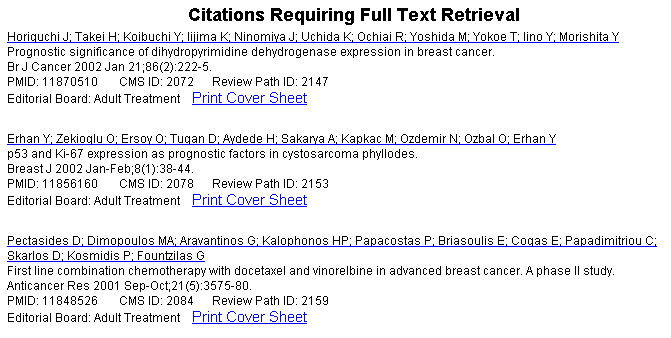 Citations Requiring Full Text Retrieval
Horiguchi J; Takei H; Koibuchi Y; Iijima K; Ninomiya J; Uchida K; Ochiai R; Yoshida M; Yokoe T; Iino Y; Morishita Y
Prognostic significance of dihydropyrimidine dehydrogenase expression in breast cancer.
Br J Cancer 2002 Jan 21;86(2):222-5.
PMID: 11870510 CMS ID: 2072 Review Path ID: 2147
Editorial Board: Adult Treatment Print Cover Sheet
Erhan Y; Zekioglu O; Ersoy O; Tugan D; Aydede H; Sakarya A; Kapkac M; Ozdemir N; Ozbal O; Erhan Y
p53 and Ki-67 expression as prognostic factors in cystosarcoma phyllodes.
Breast J 2002 Jan-Feb;8(1):38-44.
PMID: 11856160 CMS ID: 2078 Review Path ID: 2153
Editorial Board: Adult Treatment Print Cover Sheet
Pectasides D; Dimopoulos MA; Aravantinos G; Kalophonos HP; Papacostas P; Briasoulis E; Cogas E; Papadimitriou C;
Skarlos D; Kosmidis P; Fountzilas G
First line combination chemotherapy with docetaxel and vinorelbine in advanced breast cancer. A phase II study.
Anticancer Res 2001 Sep-Oct;21(5):3575-80.
PMID: 11848526 CMS ID: 2084 Review Path ID: 2159
Editorial Board: Adult Treatment Print Cover Sheet